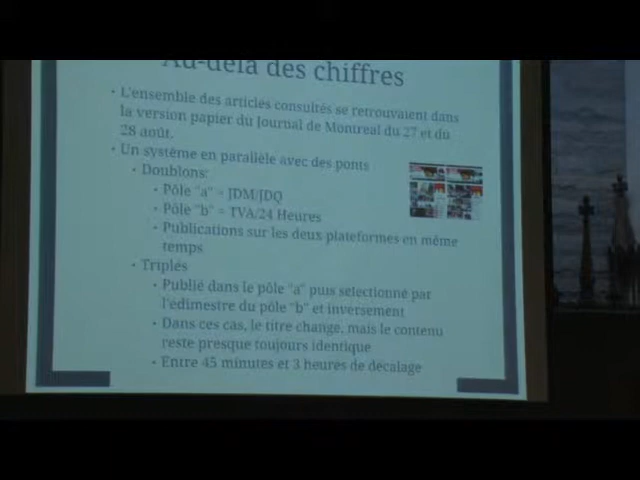 Au-delà des chiffres
• L'ensemble des articles consultés se retrouvaient dans
la version papier du Journal de Montreal du 27 et du
28 août.
• Un système en parallèle avec des ponts
• Doublons:
• Pôle "a" = JDM/JDQ
• Pôle "b" = TVA/24 Heures
• Publications sur les deux plateformes en même
temps
• Triplés
• Publié dans le pôle "a" puis sélectionné par
l'édimestre du pôle "b" et inversement
• Dans ces cas, le titre change, mais le contenu
reste presque toujours identique
• Entre 45 minutes et 3 heures de décalage